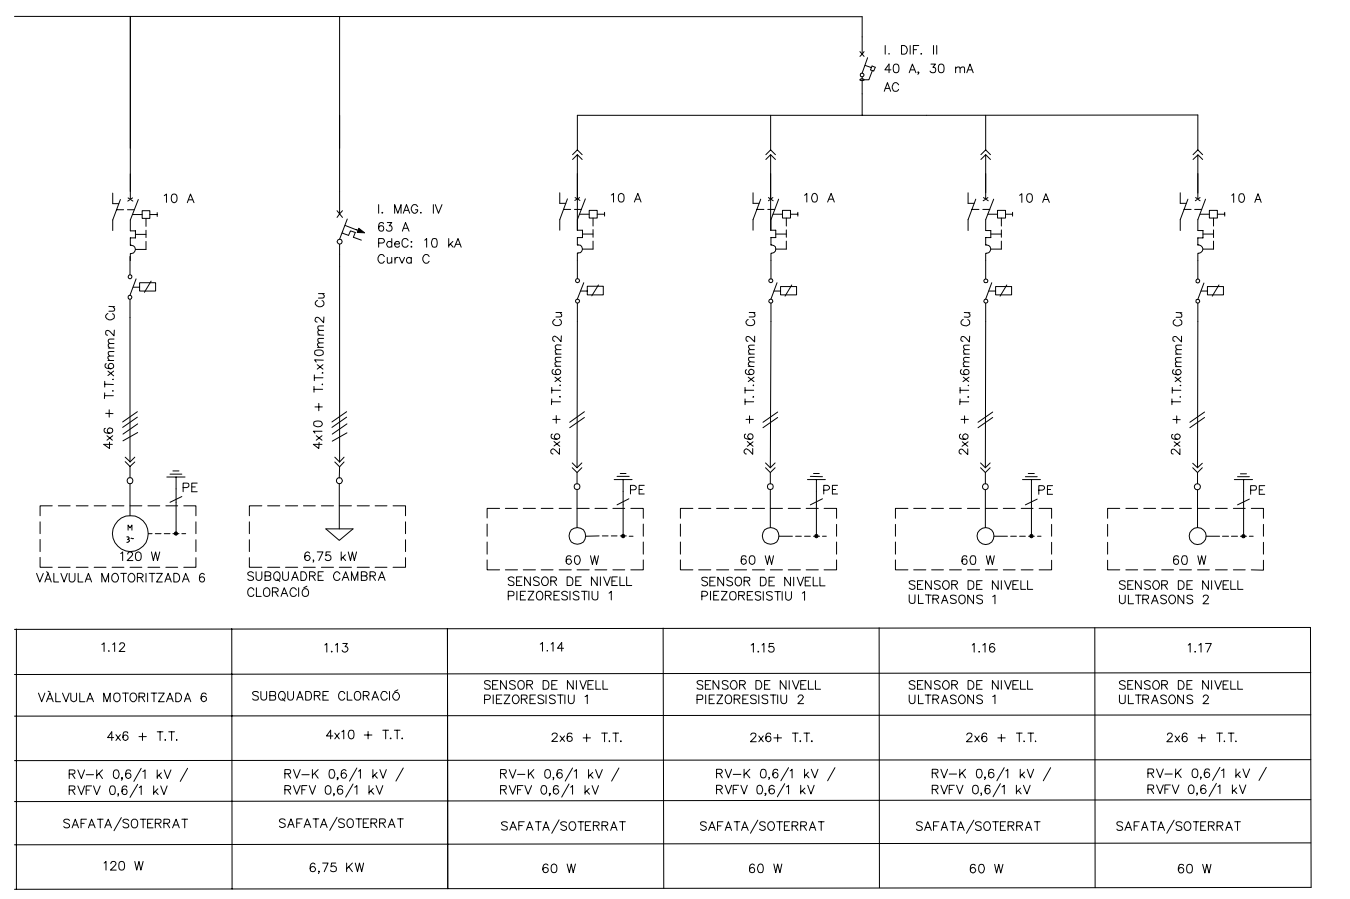 I. DIF. II
40 A, 30 mA
AC
10 A
I. MAG. IV
63 A
PdeC: 10 kA
Curva C
10 A
10 A
10 A
10 A
4x6 + T.T.x6mm2 Cu
4x10 + T.T.x10mm2 Cu
2x6 + T.T.x6mm2 Cu
2x6 + T.T.x6mm2 Cu
2x6 + T.T.x6mm2 Cu
2x6 + T.T.x6mm2 Cu
PE
PE
PE
PE
PE
M
3~
120 W
6,75 kW
60 W
60 W
60 W
60 W
VÀLVULA MOTORITZADA 6
SUBQUADRE CAMBRA
CLORACIÓ
SENSOR DE NIVELL
PIEZORESISTIU 1
SENSOR DE NIVELL
PIEZORESISTIU 1
SENSOR DE NIVELL
ULTRASONS 1
SENSOR DE NIVELL
ULTRASONS 2
1.12
1.13
1.14
1.15
1.16
1.17
VÀLVULA MOTORITZADA 6
SUBQUADRE CLORACIÓ
SENSOR DE NIVELL
PIEZORESISTIU 1
SENSOR DE NIVELL
PIEZORESISTIU 2
SENSOR DE NIVELL
ULTRASONS 1
SENSOR DE NIVELL
ULTRASONS 2
4x6 + T.T.
4x10 + T.T.
2x6 + T.T.
2x6+ T.T.
2x6 + T.T.
2x6 + T.T.
RV-K 0,6/1 kV /
RVFV 0,6/1 kV
RV-K 0,6/1 kV /
RVFV 0,6/1 kV
RV-K 0,6/1 kV /
RVFV 0,6/1 kV
RV-K 0,6/1 kV /
RVFV 0,6/1 kV
RV-K 0,6/1 kV /
RVFV 0,6/1 kV
RV-K 0,6/1 kV /
RVFV 0,6/1 kV
SAFATA/SOTERRAT
SAFATA/SOTERRAT
SAFATA/SOTERRAT
SAFATA/SOTERRAT
SAFATA/SOTERRAT
SAFATA/SOTERRAT
120 W
6,75 KW
60 W
60 W
60 W
60 W